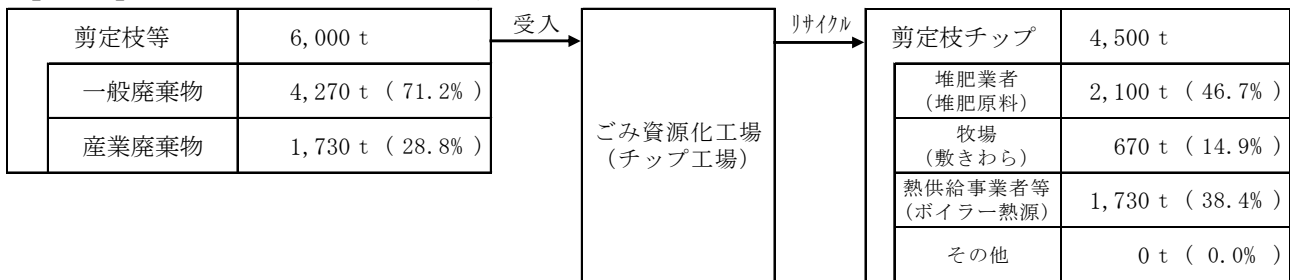 剪定枝等 6,000 t
一般廃棄物 4,270 t ( 71.2% )
産業廃棄物 1,730 t ( 28.8% )
受入
ごみ資源化工場
（チップ工場）
ﾘｻｲｸﾙ
剪定枝チップ 4,500 t
堆肥業者
（堆肥原料）
2,100 t ( 46.7% )
牧場
（敷きわら）
670 t ( 14.9% )
熱供給事業者等
（ボイラー熱源）
1,730 t ( 38.4% )
その他 0 t ( 0.0% )